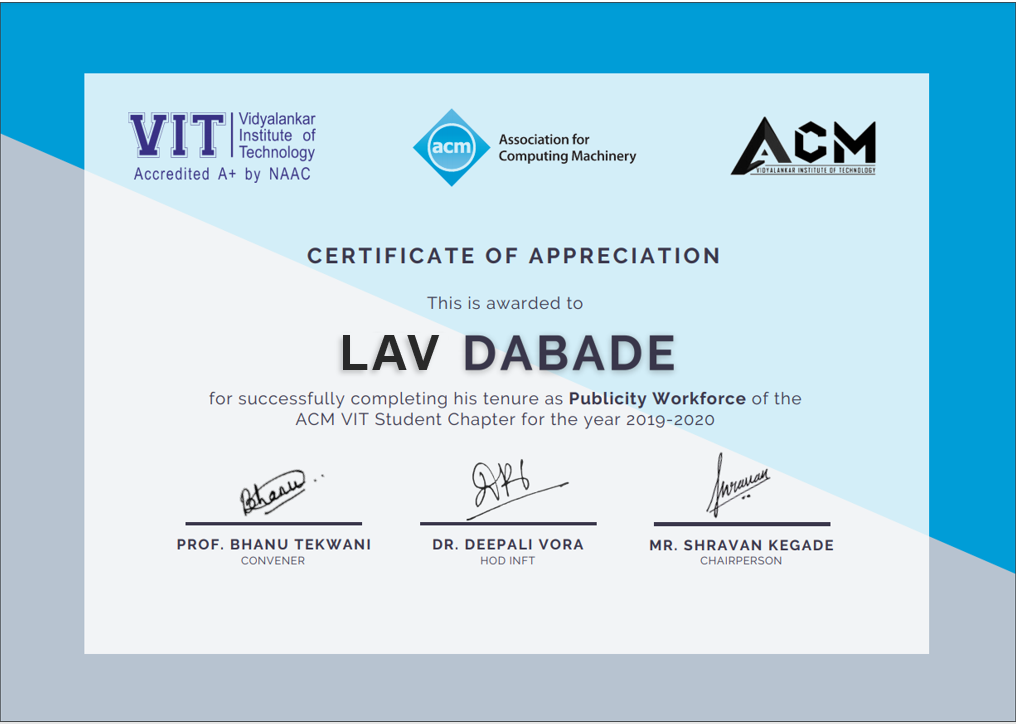 VIT
Vidyalankar
Institute of
Technology
Accredited A+ by NAAC
acm
Association for
Computing Machinery
ACM
VIDYALANKAR INSTITUTE OF TECHNOLOGY
CERTIFICATE OF APPRECIATION
This is awarded to
LAV DABADE
for successfully completing his tenure as Publicity Workforce of the
ACM VIT Student Chapter for the year 2019-2020
Bhanu
Shravan
PROF. BHANU TEKWANI
DR. DEEPALI VORA
MR. SHRAVAN KEGADE
CONVENER
HOD INFT
CHAIRPERSON